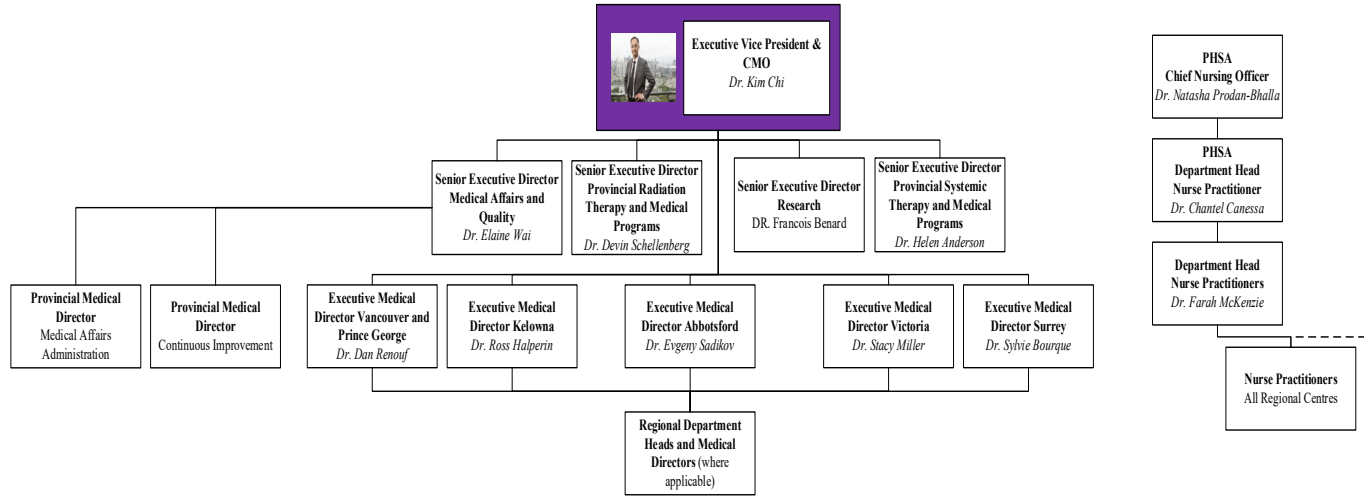 Executive Vice President &
CMO
Dr. Kim Chi
PHSA
Chief Nursing Officer
Dr. Natasha Prodan-Bhalla
Senior Executive Director
Medical Affairs and
Quality
Dr. Elaine Wai
Senior Executive Director
Provincial Radiation
Therapy and Medical
Programs
Dr. Devin Schellenberg
Senior Executive Director
Research
DR. Francois Benard
Senior Executive Director
Provincial Systemic
Therapy and Medical
Programs
Dr. Helen Anderson
PHSA
Department Head
Nurse Practitioner
Dr. Chantel Canessa
Provincial Medical
Director
Medical Affairs
Administration
Provincial Medical
Director
Continuous Improvement
Executive Medical
Director Vancouver and
Prince George
Dr. Dan Renouf
Executive Medical
Director Kelowna
Dr. Ross Halperin
Executive Medical
Director Abbotsford
Dr. Evgeny Sadikov
Executive Medical
Director Victoria
Dr. Stacy Miller
Executive Medical
Director Surrey
Dr. Sylvie Bourque
Department Head
Nurse Practitioners
Dr. Farah McKenzie
Nurse Practitioners
All Regional Centres
Regional Department
Heads and Medical
Directors (where
applicable)